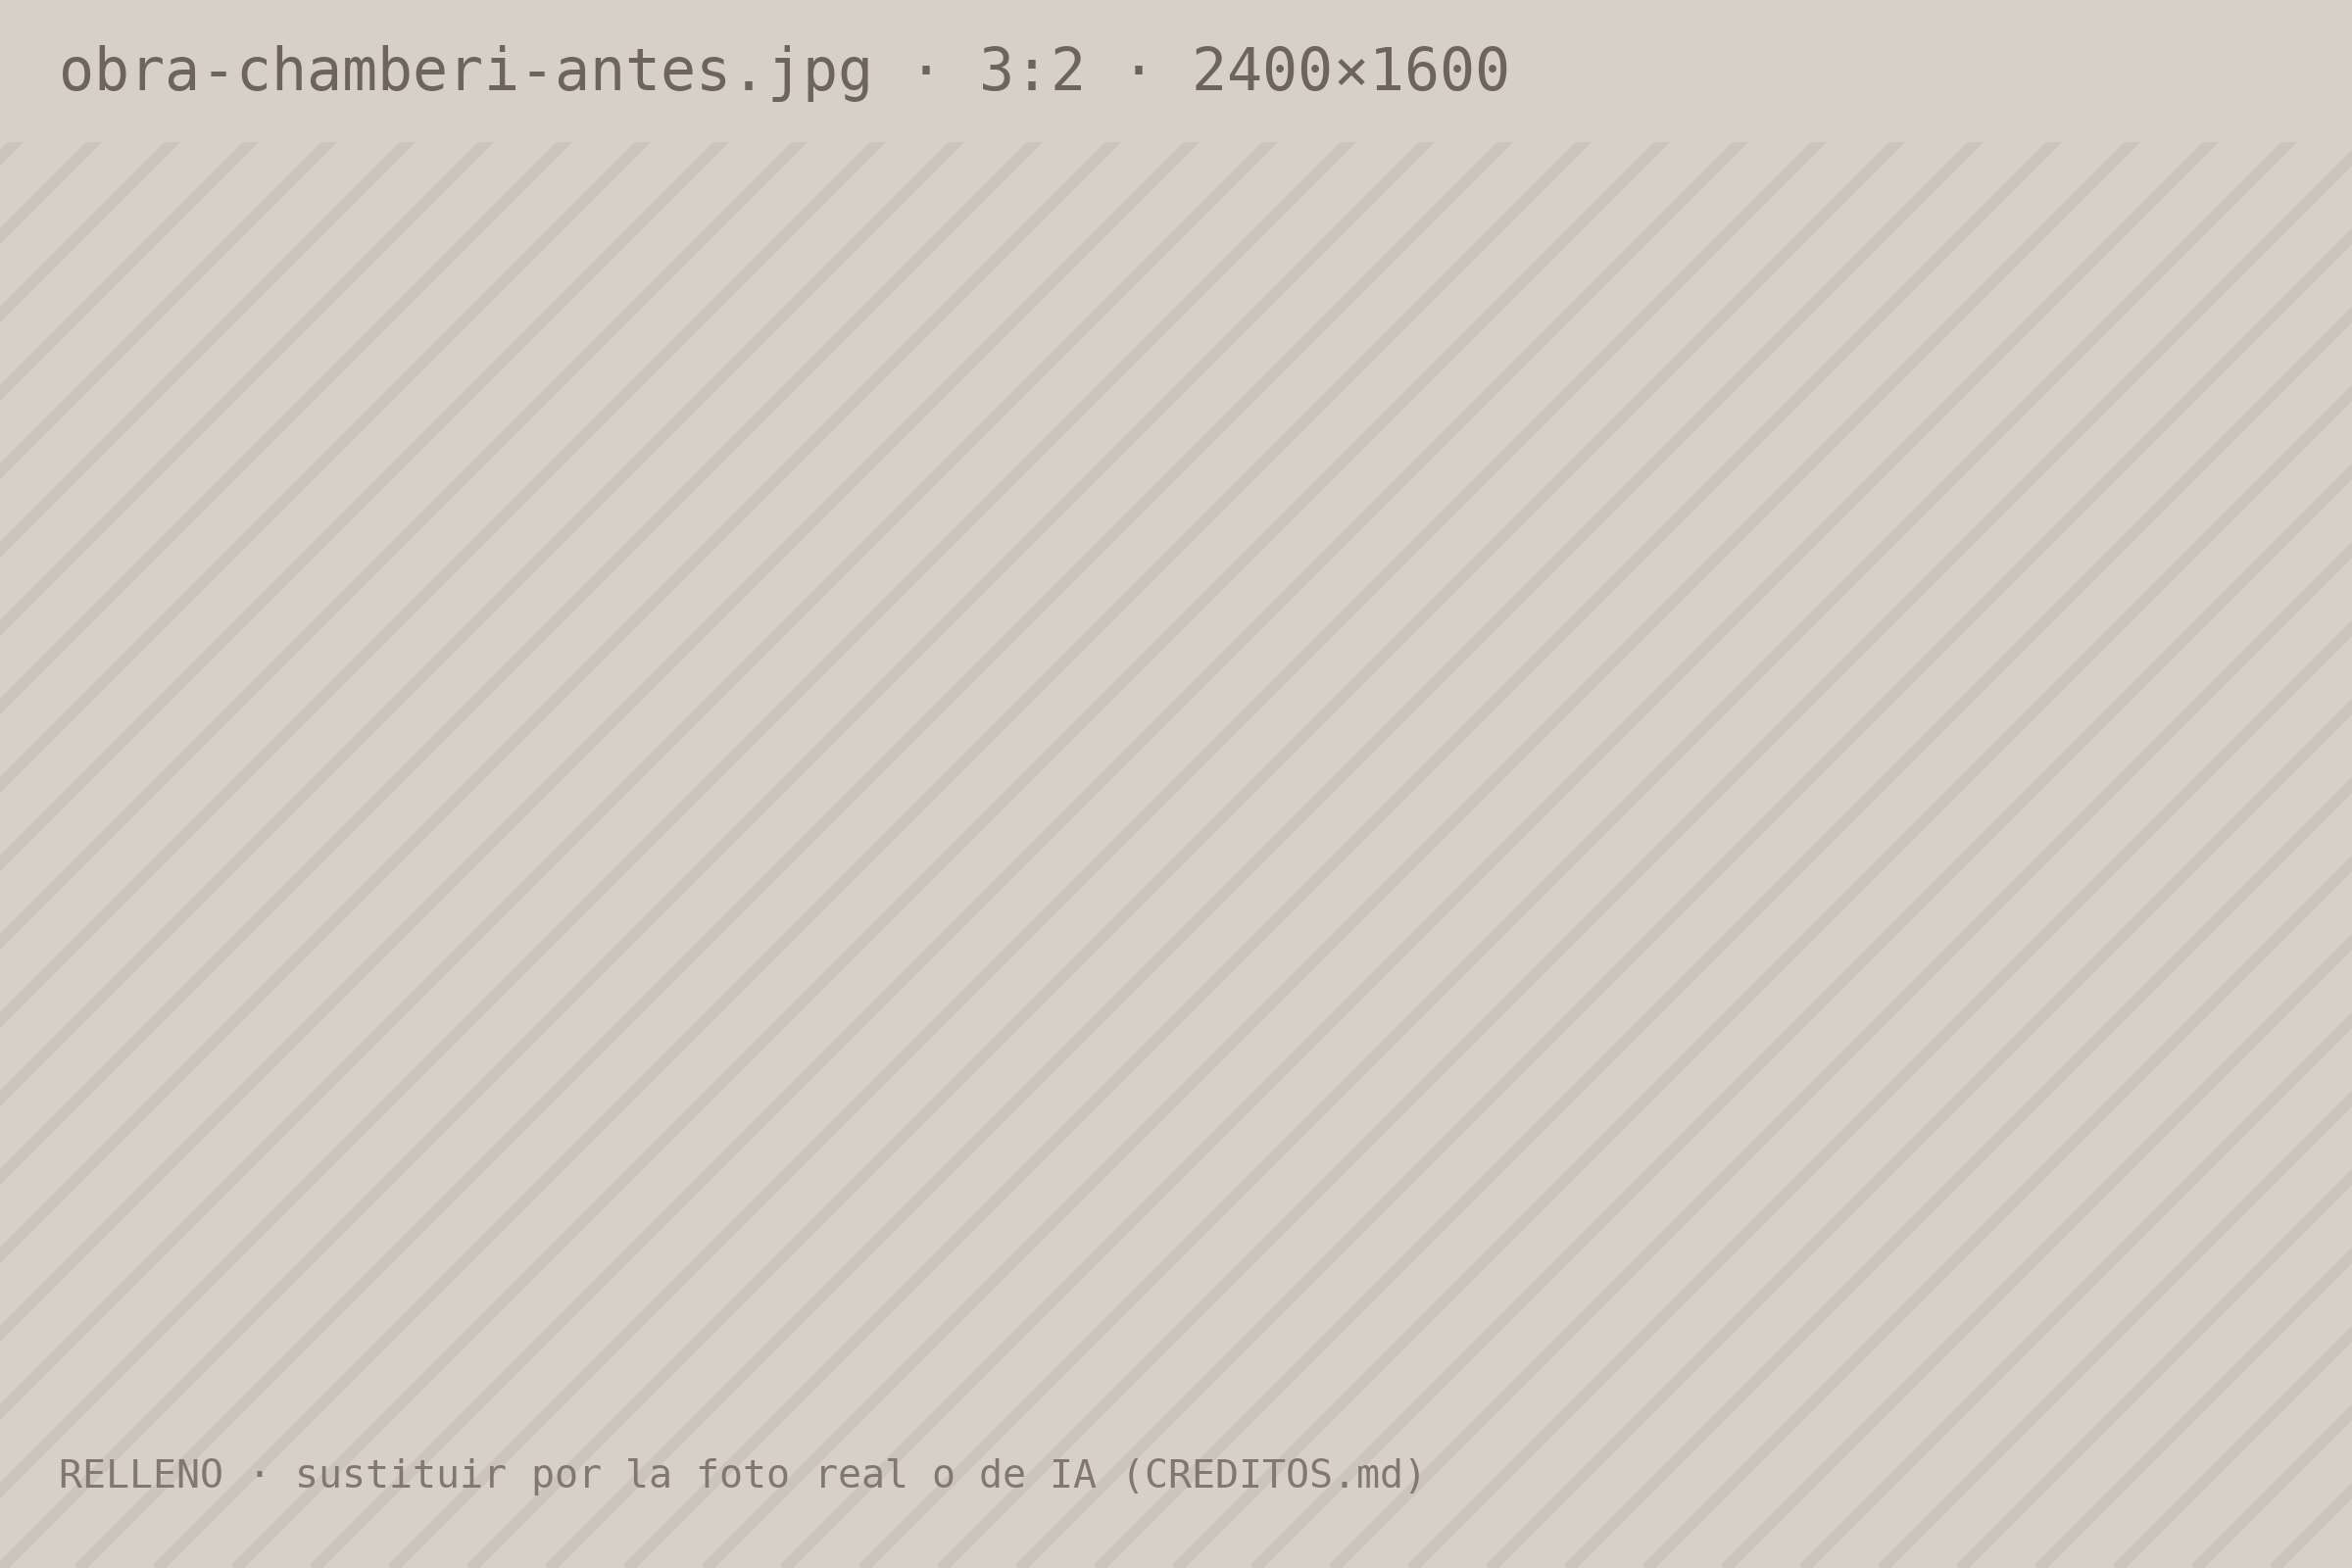 obra-chamberi-antes.jpg · 3:2 · 2400×1600
RELLENO · sustituir por la foto real o de IA (CREDITOS.md)